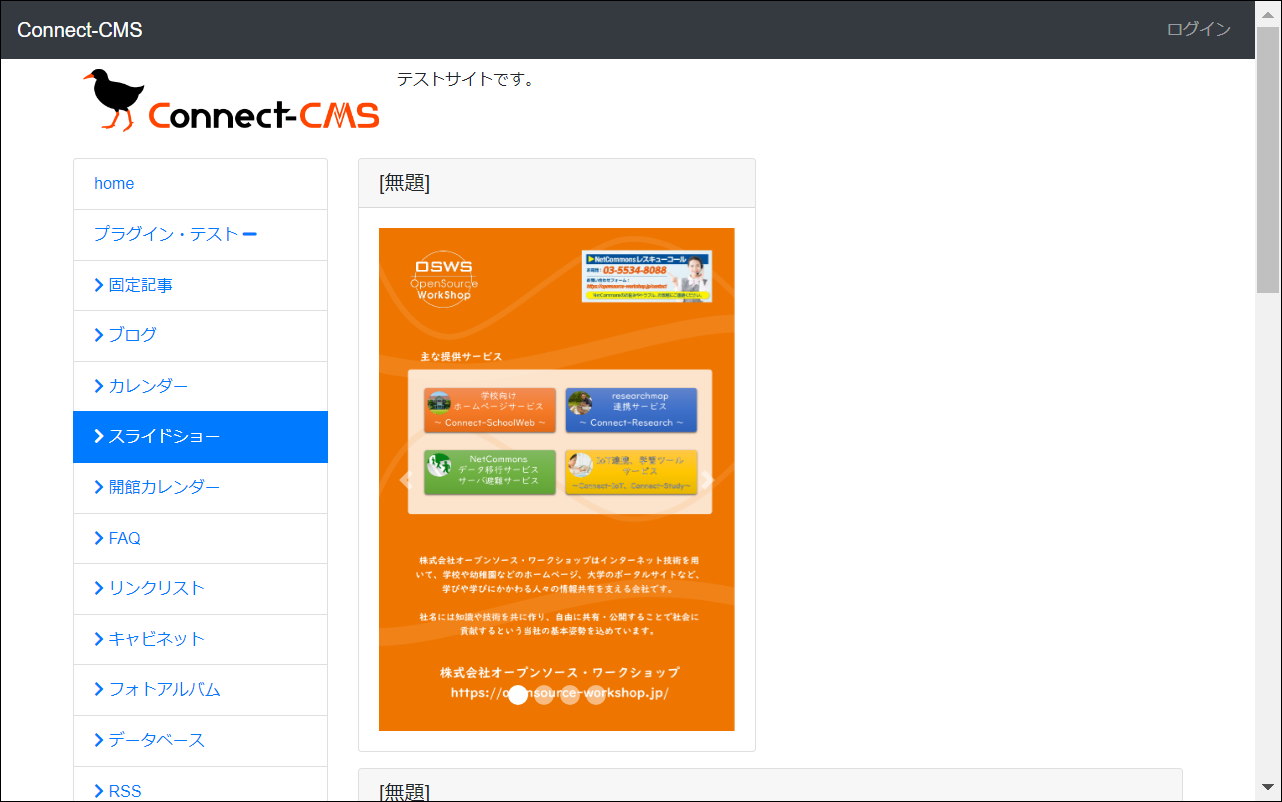 Connect-CMS
ログイン
Connect-CMS
テストサイトです。
home
プラグイン・テスト
固定記事
ブログ
カレンダー
スライドショー
開館カレンダー
FAQ
リンクリスト
キャビネット
フォトアルバム
データベース
RSS
[無題]
OSWS
OpenSource
WorkShop
NetCommonsレスキューコール
お電話：03-5534-8088
お問い合わせフォーム：
https://opensource-workshop.jp/contact
主な提供サービス
学校向け
ホームページサービス
～ Connect-SchoolWeb ～
researchmap
連携サービス
～ Connect-Research ～
NetCommons
データ移行サービス
サーバ避難サービス
IoT連携、学習ツール
サービス
～Connect-IoT、Connect-Study～
株式会社オープンソース・ワークショップはインターネット技術を用
いて、学校や幼稚園などのホームページ、大学のポータルサイトなど、
学びや学びにかかわる人々の情報共有を支える会社です。
社名には知識や技術を共に作り、自由に共有・公開することで社会に
貢献するという当社の基本姿勢を込めています。
株式会社オープンソース・ワークショップ
https://opensource-workshop.jp/
[無題]